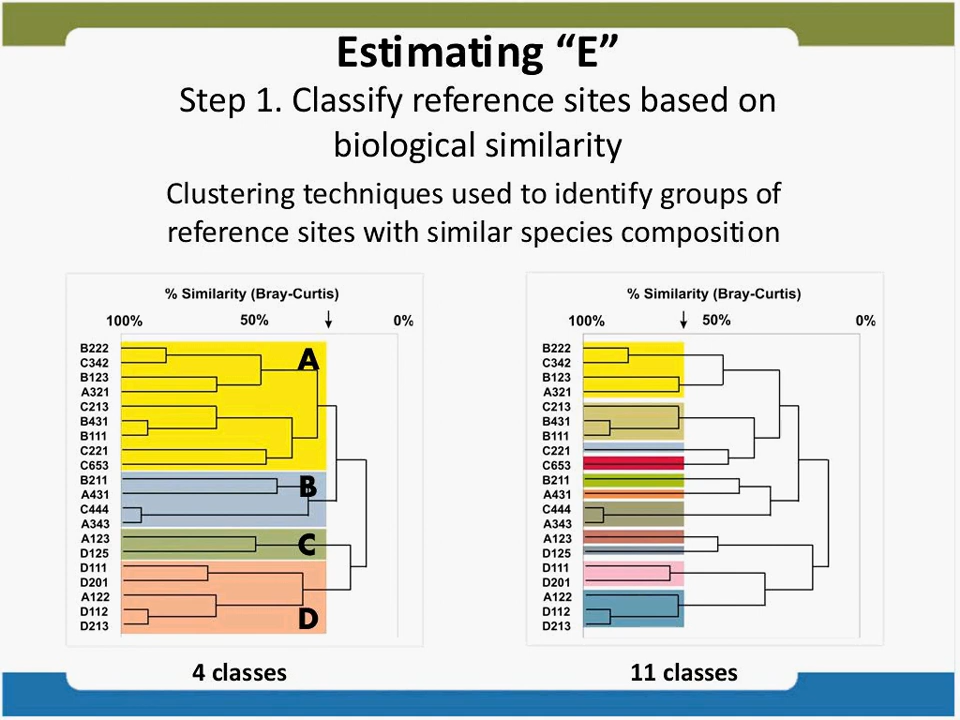 Estimating “E”
Step 1. Classify reference sites based on
biological similarity
Clustering techniques used to identify groups of
reference sites with similar species composition
% Similarity (Bray-Curtis)
100% 50% 0%
B222
C342
B123
A321
C213
B431
B111
C221
C653
B211
A431
C444
A343
A123
D125
D111
D201
A122
D112
D213
A
B
C
D
4 classes
% Similarity (Bray-Curtis)
100% 50% 0%
B222
C342
B123
A321
C213
B431
B111
C221
C653
B211
A431
C444
A343
A123
D125
D111
D201
A122
D112
D213
11 classes